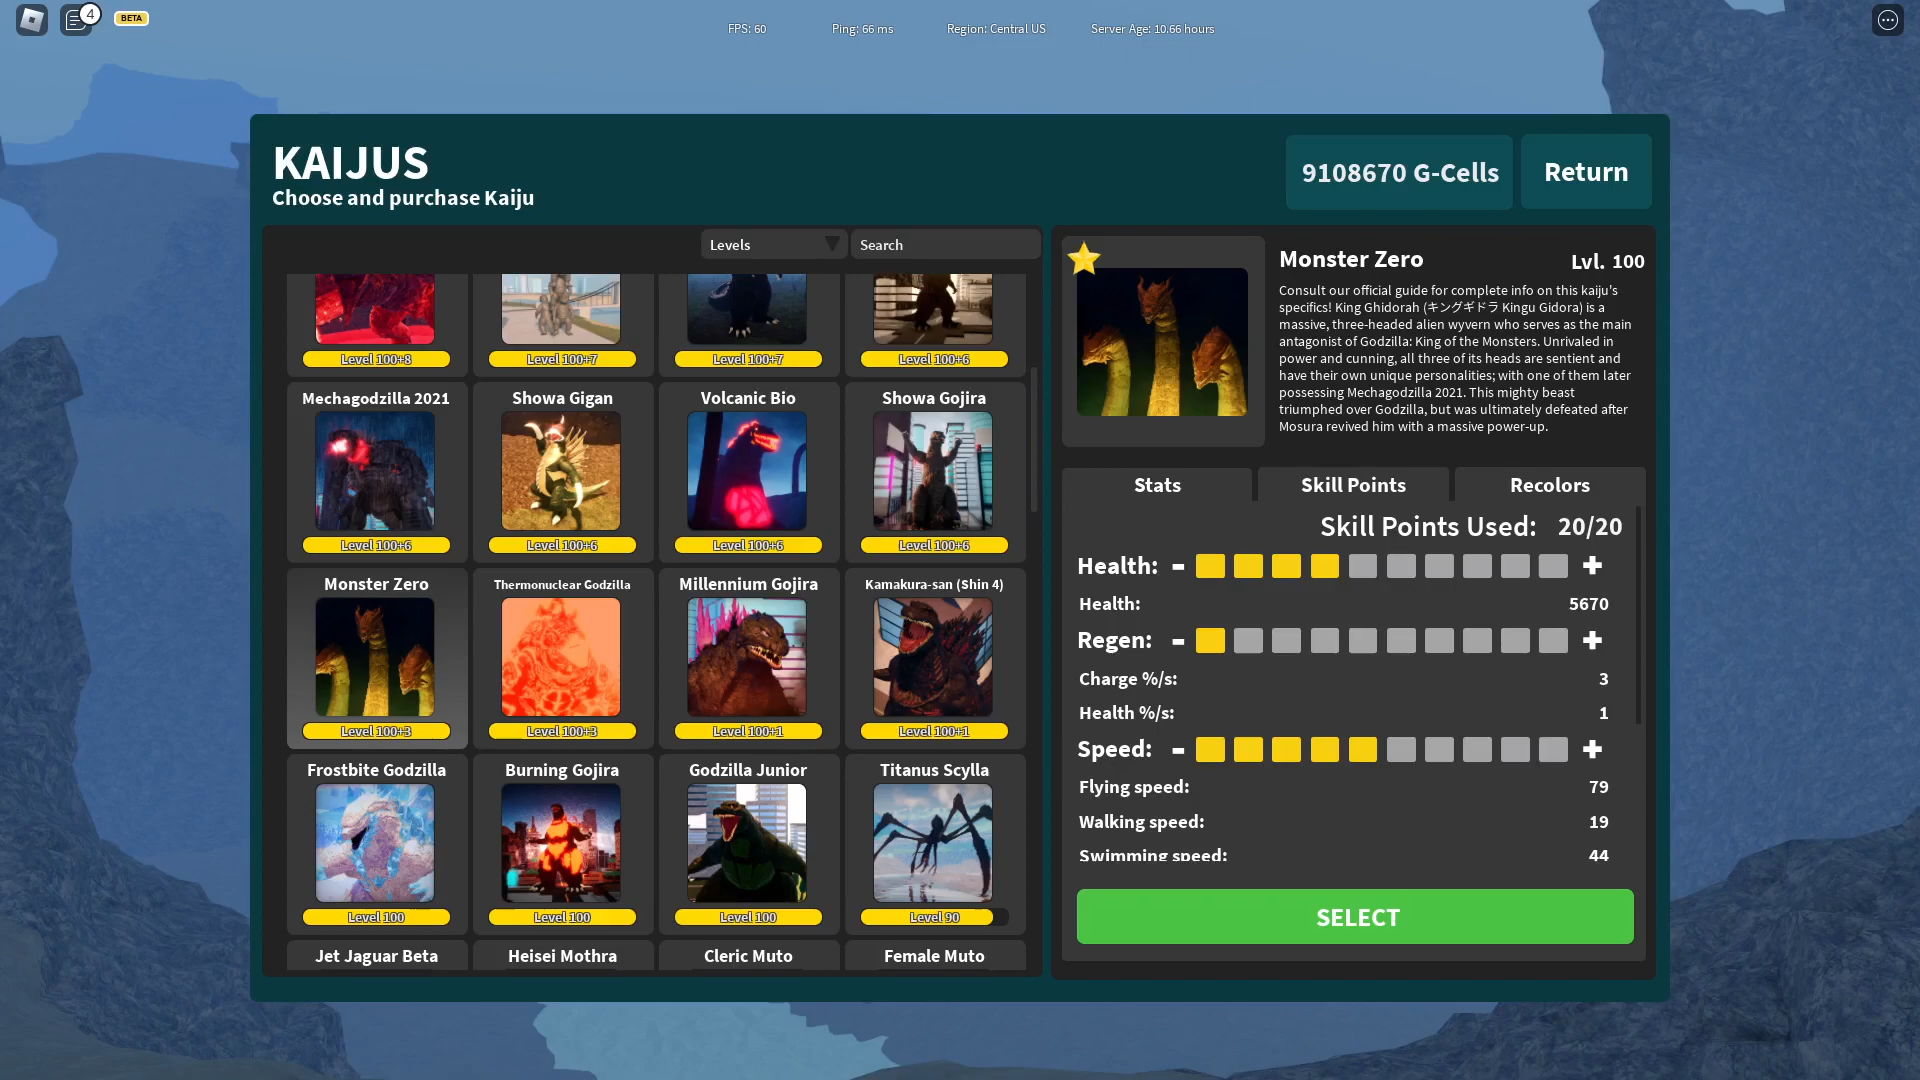 4
BETA
FPS: 60
Ping: 66 ms
Region: Central US
Server Age: 10.66 hours
KAIJUS
Choose and purchase Kaiju
9108670 G-Cells
Return
Levels
Search
Level 100+8
Level 100+7
Level 100+7
Level 100+6
Mechagodzilla 2021
Showa Gigan
Volcanic Bio
Showa Gojira
Level 100+6
Level 100+6
Level 100+6
Level 100+6
Monster Zero
Thermonuclear Godzilla
Millennium Gojira
Kamakura-san (Shin 4)
Level 100+3
Level 100+3
Level 100+1
Level 100+1
Frostbite Godzilla
Burning Gojira
Godzilla Junior
Titanus Scylla
Level 100
Level 100
Level 100
Level 90
Jet Jaguar Beta
Heisei Mothra
Cleric Muto
Female Muto
Monster Zero
Lvl. 100
Consult our official guide for complete info on this kaiju's
specifics! King Ghidorah (キングギドラ Kingu Gidora) is a
massive, three-headed alien wyvern who serves as the main
antagonist of Godzilla: King of the Monsters. Unrivaled in
power and cunning, all three of its heads are sentient and
have their own unique personalities; with one of them later
possessing Mechagodzilla 2021. This mighty beast
triumphed over Godzilla, but was ultimately defeated after
Mosura revived him with a massive power-up.
Stats
Skill Points
Recolors
Skill Points Used: 20/20
Health: - +
Health: 5670
Regen: - +
Charge %/s: 3
Health %/s: 1
Speed: - +
Flying speed: 79
Walking speed: 19
Swimming speed: 44
SELECT